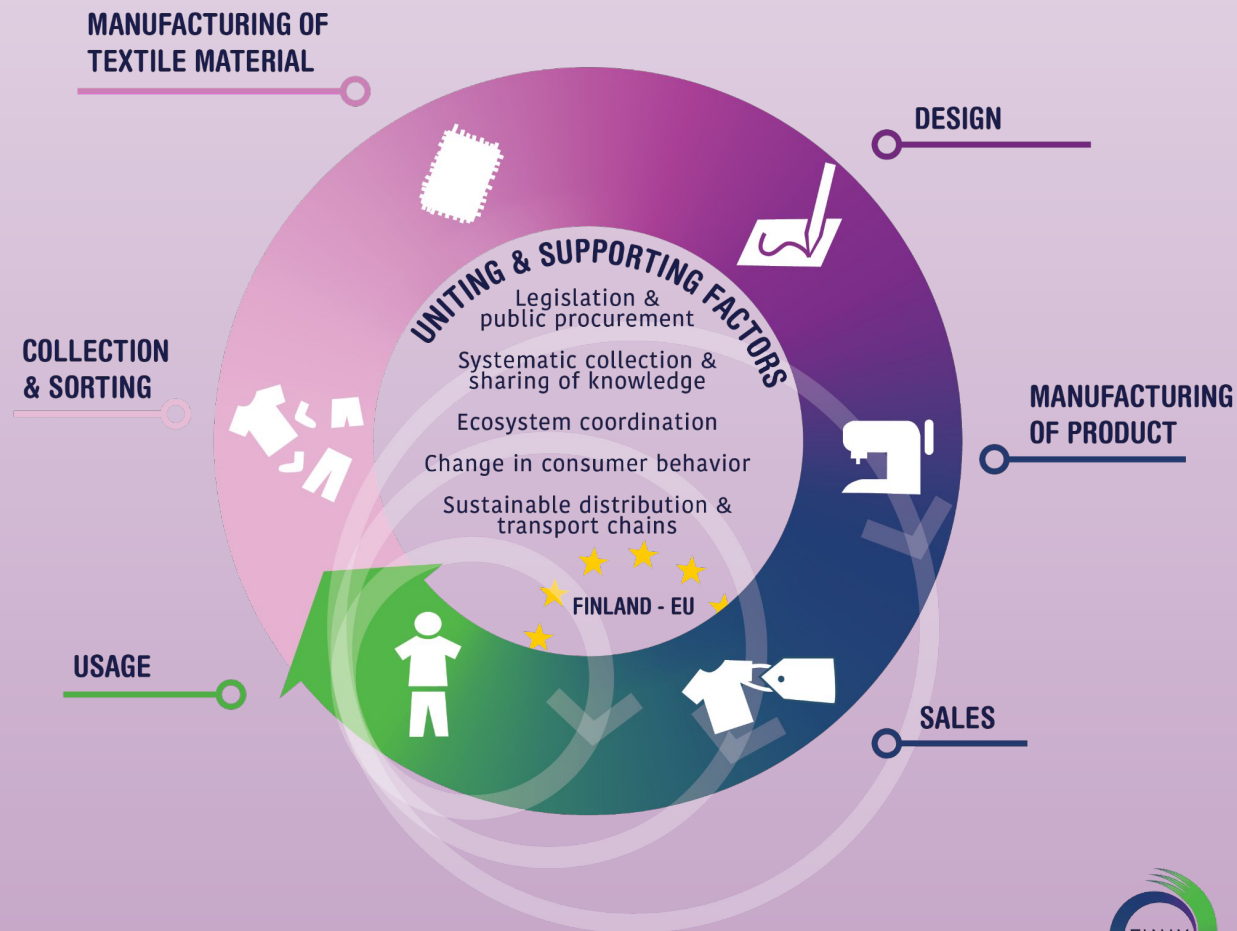 MANUFACTURING OF
TEXTILE MATERIAL
DESIGN
UNITING & SUPPORTING FACTORS
Legislation &
public procurement
Systematic collection &
sharing of knowledge
Ecosystem coordination
Change in consumer behavior
Sustainable distribution &
transport chains
FINLAND - EU
COLLECTION
& SORTING
MANUFACTURING
OF PRODUCT
USAGE
SALES